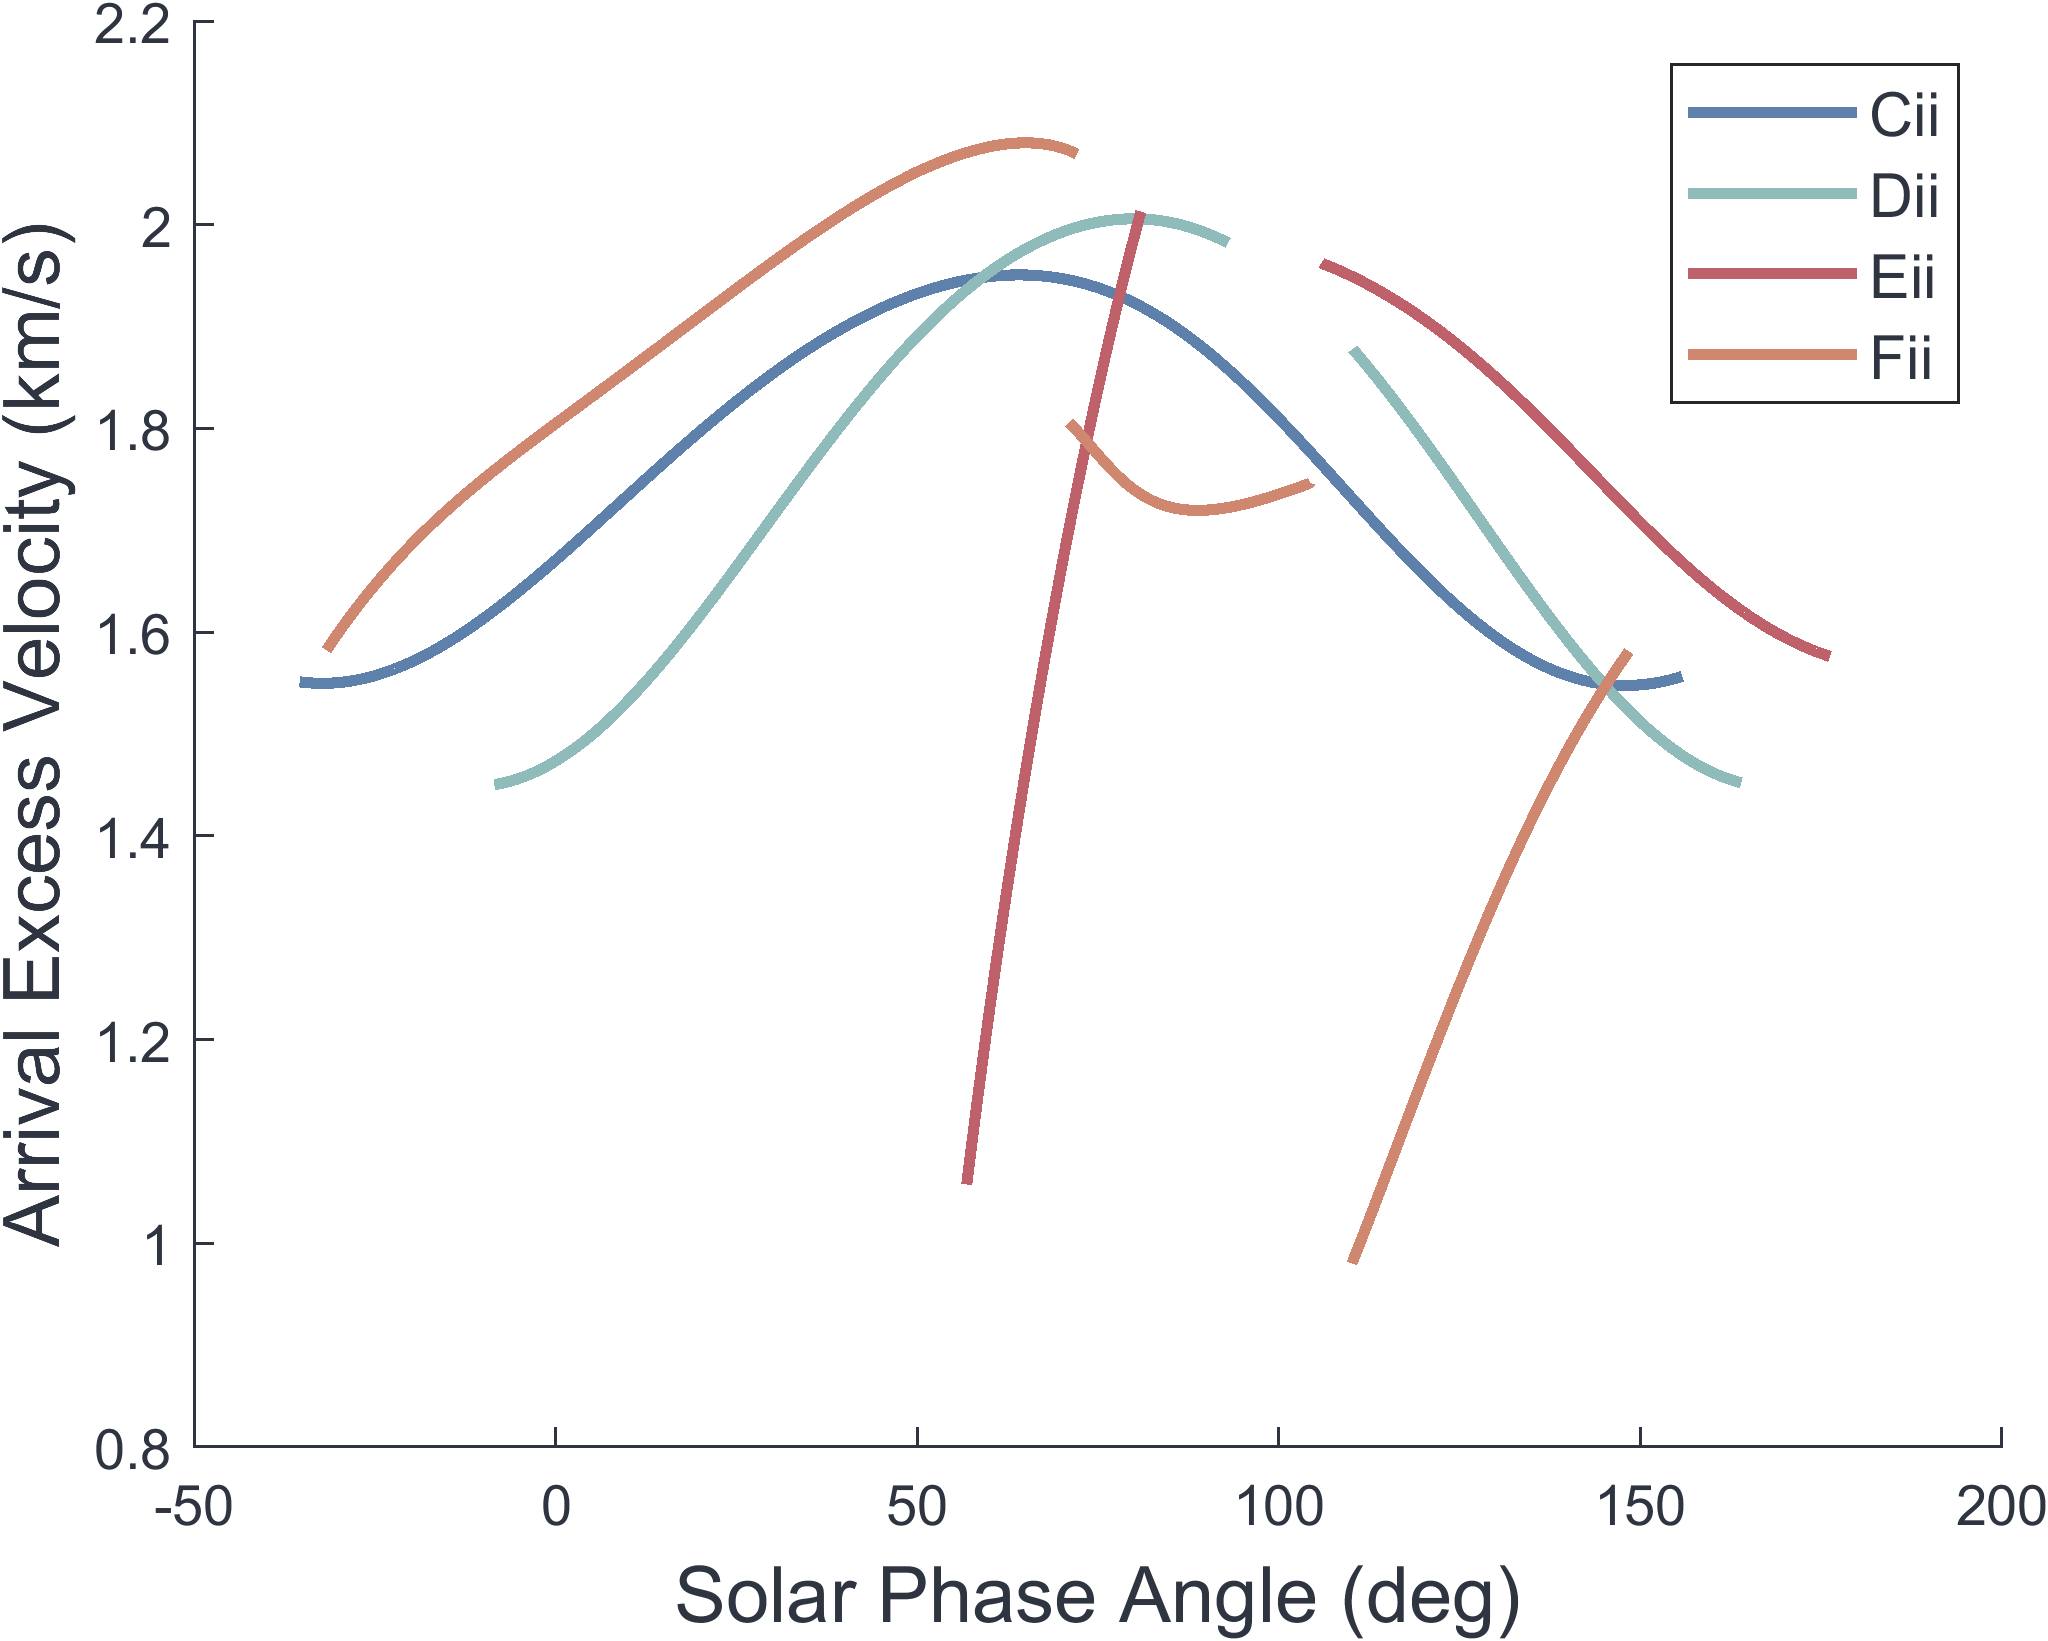 Arrival Excess Velocity (km/s)
2.2
2
1.8
1.6
1.4
1.2
1
0.8
-50
0
50
100
150
200
Solar Phase Angle (deg)
Cii
Dii
Eii
Fii